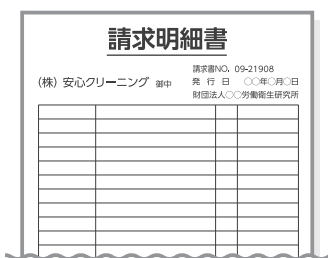 請求明細書
請求書NO. 09-21908
(株) 安心クリーニング 御中
発行日 ○○年○月○日
財団法人○○労働衛生研究所